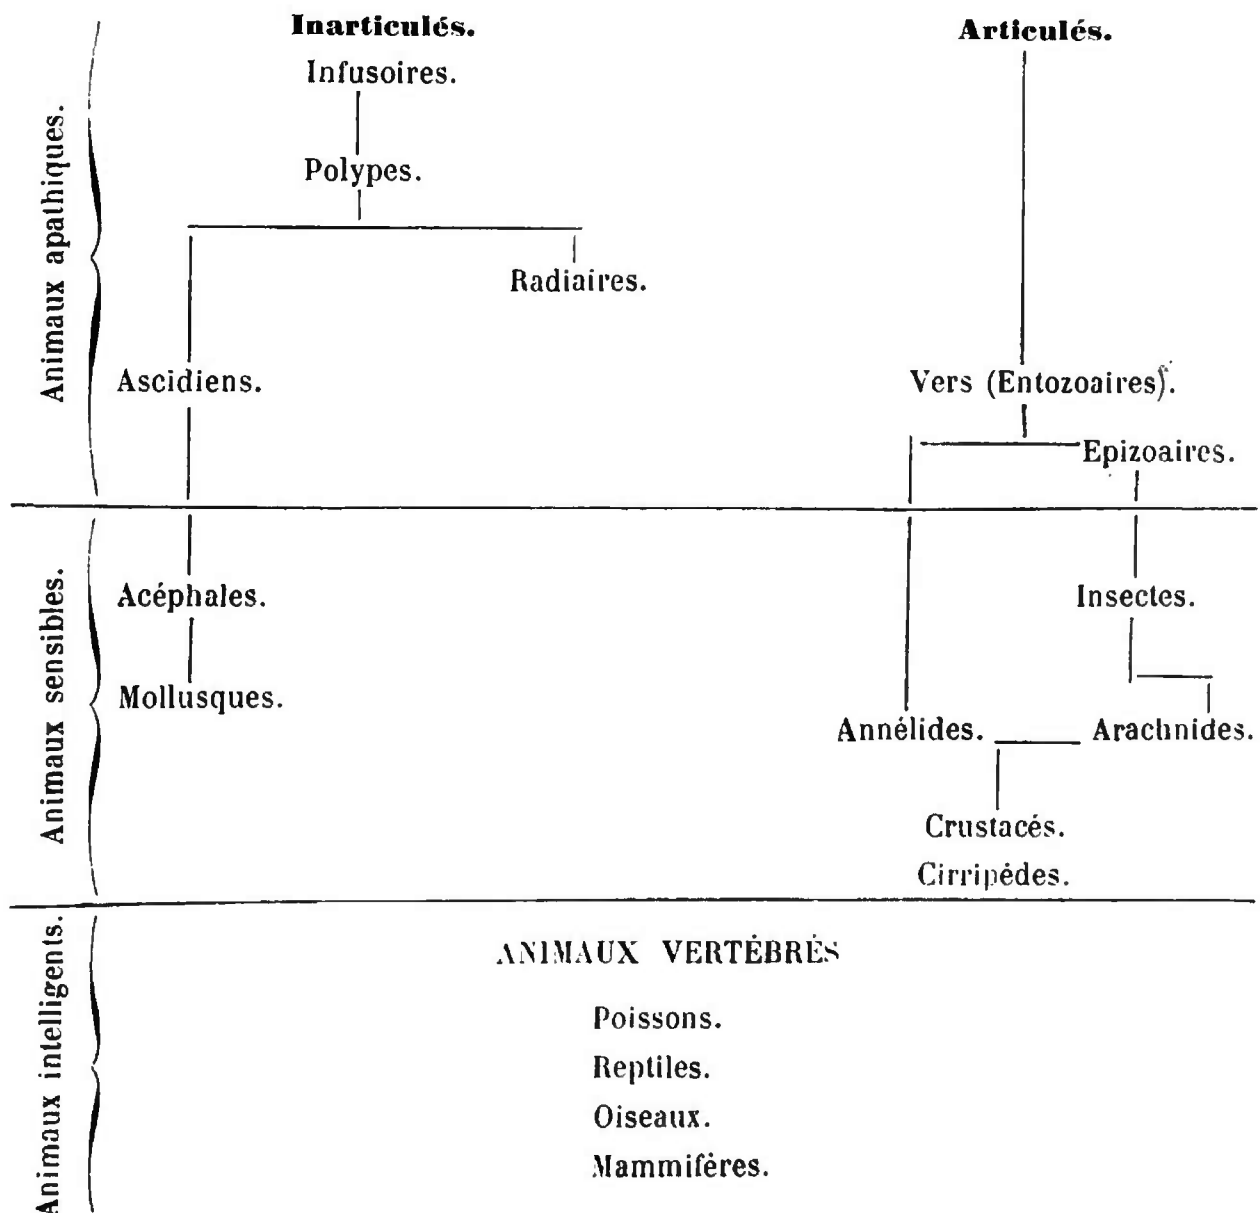 Inarticulés.
Articulés.
Infusoires.
Polypes.
Radiaires.
Ascidiens.
Vers (Entozoaires).
Epizoaires.
Animaux apathiques.
Acéphales.
Insectes.
Mollusques.
Annélides.
Arachnides.
Crustacés.
Cirripédes.
Animaux sensibles.
ANIMAUX VERTÉBRÉS
Poissons.
Reptiles.
Oiseaux.
Mammifères.
Animaux intelligents.